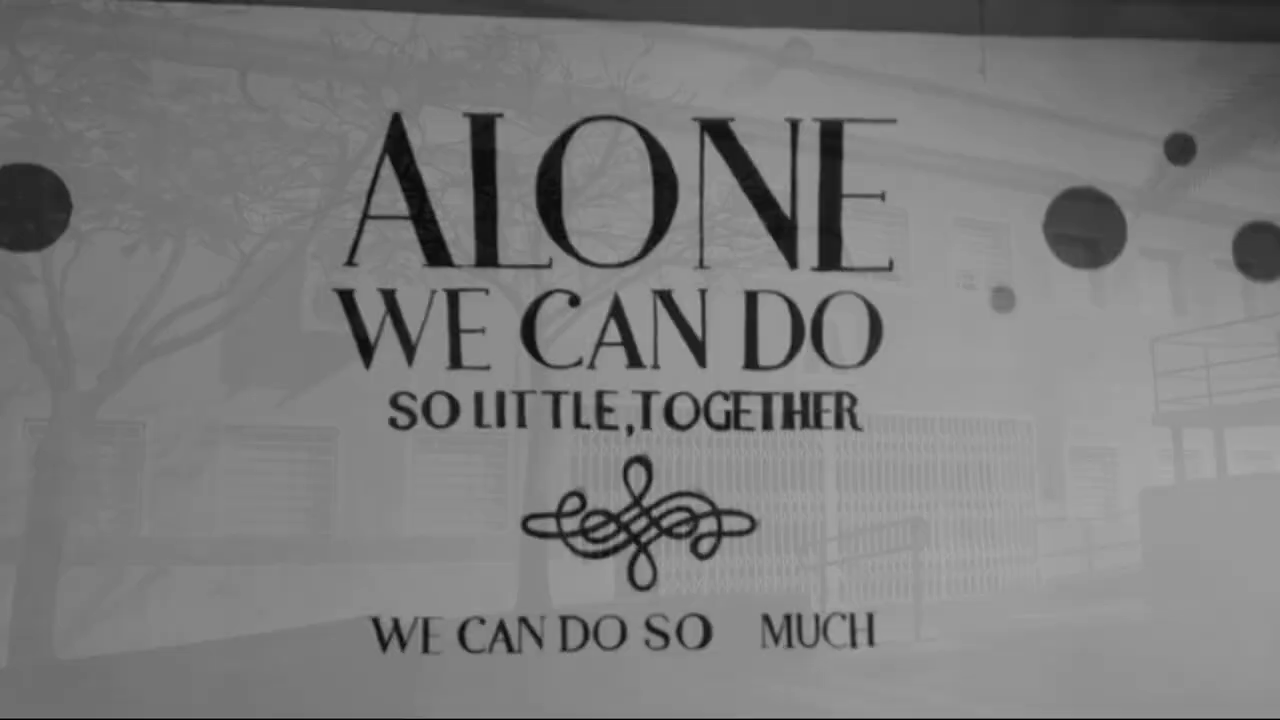 ALONE
WE CAN DO
SO LITTLE, TOGETHER
WE CAN DO SO MUCH